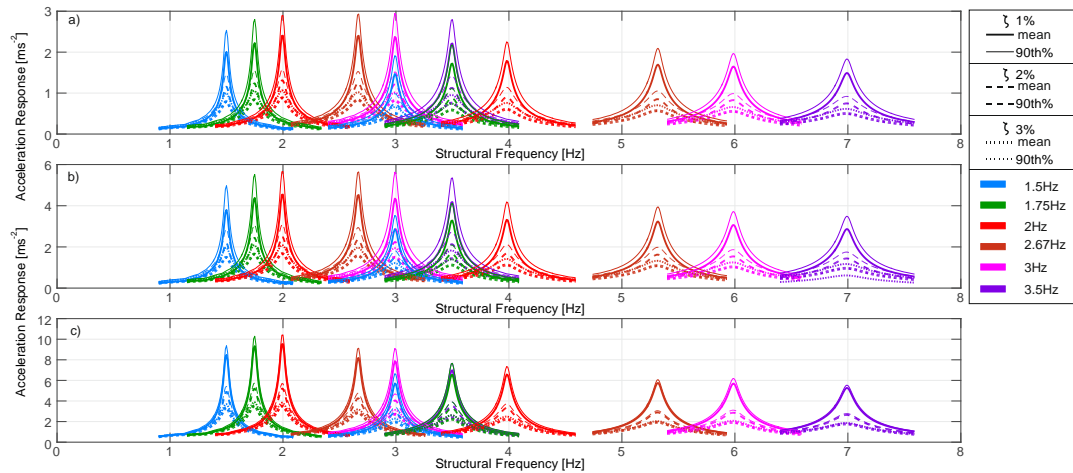 a)
Acceleration Response [ms-2]
3
2
1
0
0 1 2 3 4 5 6 7 8
Structural Frequency [Hz]
b)
Acceleration Response [ms-2]
6
4
2
0
0 1 2 3 4 5 6 7 8
Structural Frequency [Hz]
c)
12
10
8
6
4
2
0
0 1 2 3 4 5 6 7 8
Structural Frequency [Hz]
ζ 1%
mean
90th%
ζ 2%
mean
90th%
ζ 3%
mean
90th%
1.5Hz
1.75Hz
2Hz
2.67Hz
3Hz
3.5Hz